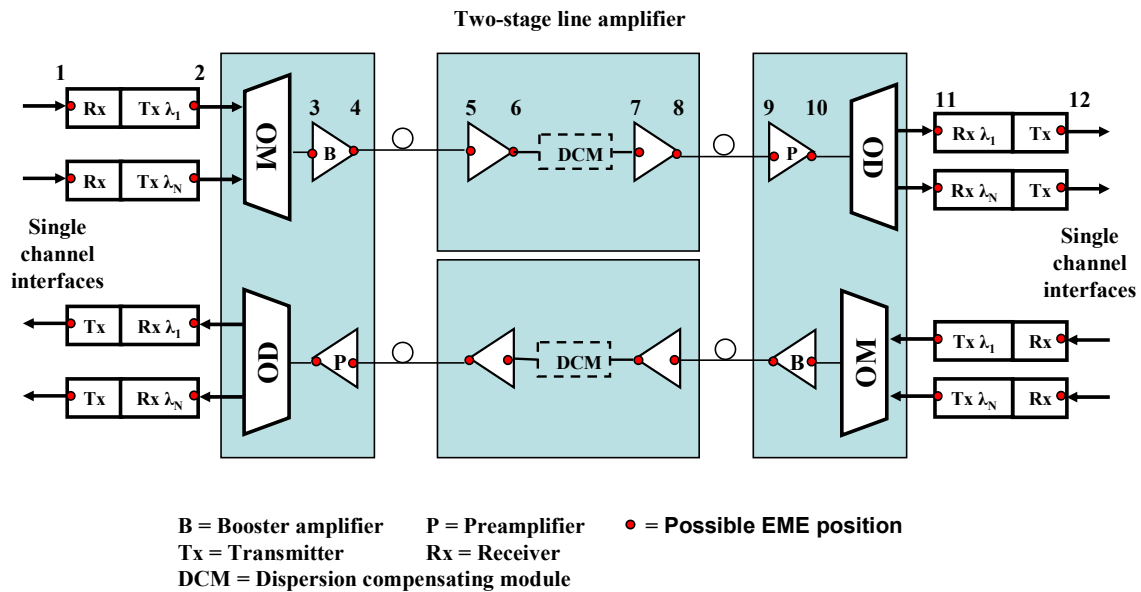 Two-stage line amplifier
1 2 3 4 5 6 7 8 9 10 11 12
Rx Tx λ1
OM
B
DCM
P
OD
Rx λ1 Tx
Rx Tx λN
Rx λN Tx
Single
channel
interfaces
Single
channel
interfaces
Tx Rx λ1
OD
P
DCM
B
OM
Tx λ1 Rx
Tx Rx λN
Tx λN Rx
B = Booster amplifier P = Preamplifier = Possible EME position
Tx = Transmitter Rx = Receiver
DCM = Dispersion compensating module